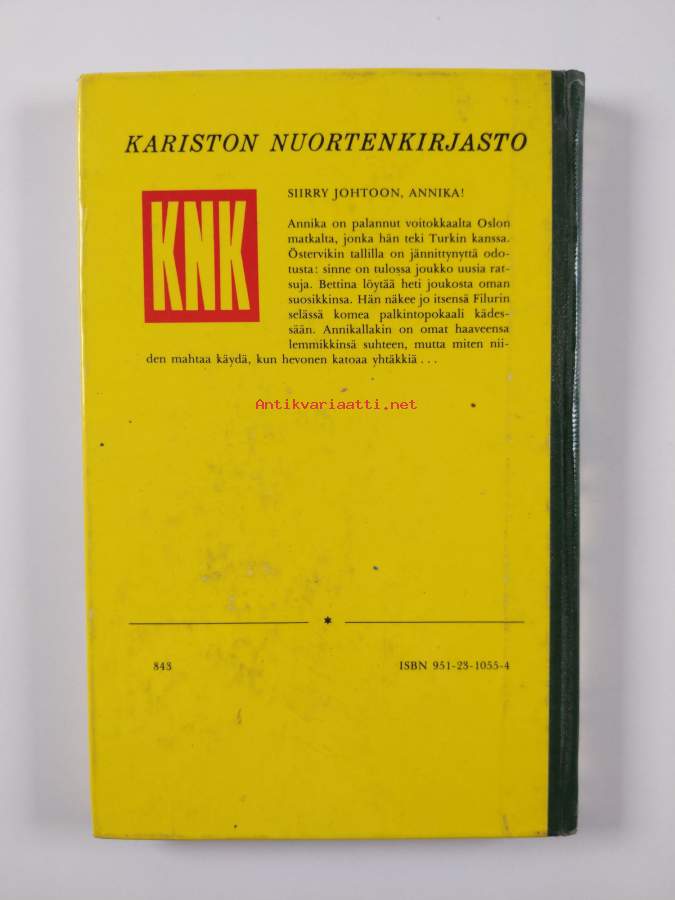 KARISTON NUORTENKIRJASTO
KNK
SIIRRY JOHTOON, ANNIKA!
Annika on palannut voitokkaalta Oslon
matkalta, jonka hän teki Turkin kanssa.
Östervikin tallilla on jännittynyttä odo-
tusta: sinne on tulossa joukko uusia rat-
suja. Bettina löytää heti joukosta oman
suosikkinsa. Hän näkee jo itsensä Filurin
selässä komea palkintopokaali kädes-
sään. Annikallakin on omat haaveensa
lemmikkinsä suhteen, mutta miten nii-
den mahtaa käydä, kun hevonen katoaa yhtäkkiä . . .
Antikvariaatti.net
843
ISBN 951-23-1055-4